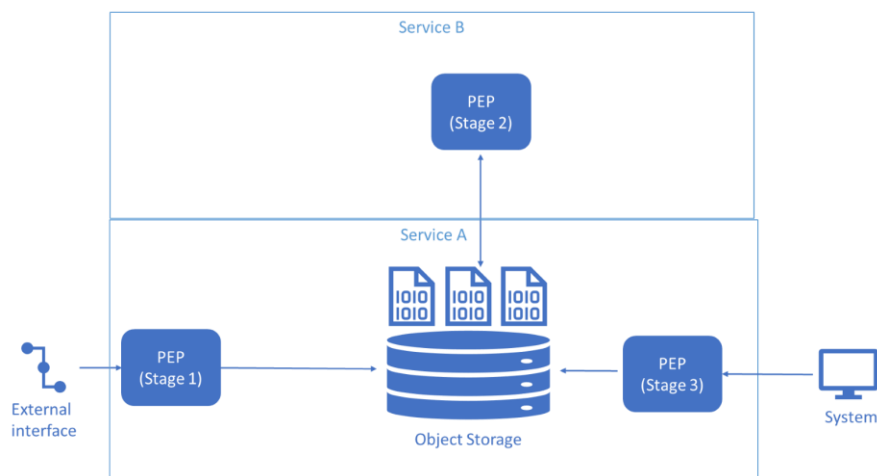 Service B
PEP
(Stage 2)
Service A
1010 1010 1010
1010 1010 1010
PEP
(Stage 1)
PEP
(Stage 3)
External
interface
System
Object Storage